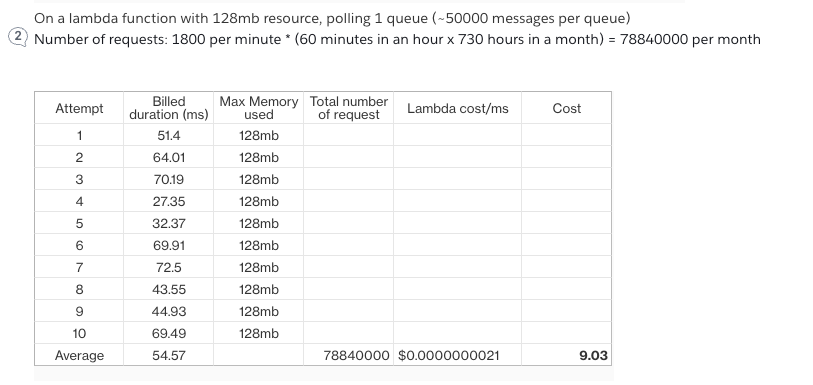 On a lambda function with 128mb resource, polling 1 queue (~50000 messages per queue)
2 Number of requests: 1800 per minute * (60 minutes in an hour x 730 hours in a month) = 78840000 per month
Attempt Billed duration (ms) Max Memory used Total number of request Lambda cost/ms Cost
1 51.4 128mb
2 64.01 128mb
3 70.19 128mb
4 27.35 128mb
5 32.37 128mb
6 69.91 128mb
7 72.5 128mb
8 43.55 128mb
9 44.93 128mb
10 69.49 128mb
Average 54.57 78840000 $0.0000000021 9.03